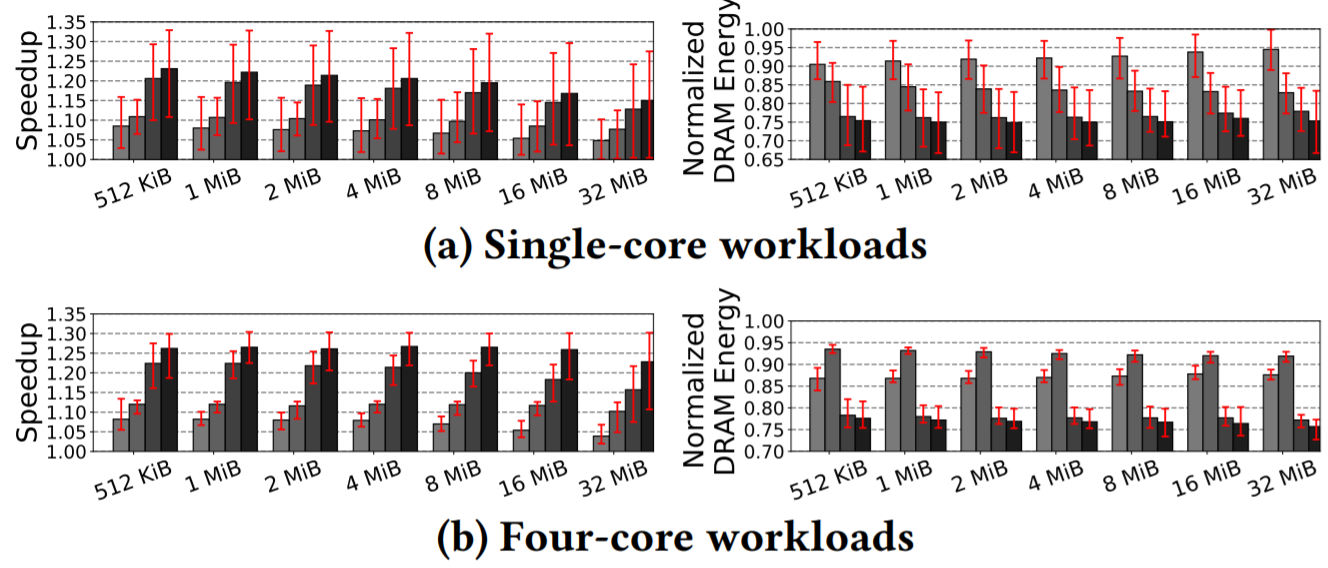 Speedup
1.35
1.30
1.25
1.20
1.15
1.10
1.05
1.00
512 KiB
1 MiB
2 MiB
4 MiB
8 MiB
16 MiB
32 MiB
Normalized
DRAM Energy
1.00
0.95
0.90
0.85
0.80
0.75
0.70
0.65
512 KiB
1 MiB
2 MiB
4 MiB
8 MiB
16 MiB
32 MiB
(a) Single-core workloads
Speedup
1.35
1.30
1.25
1.20
1.15
1.10
1.05
1.00
512 KiB
1 MiB
2 MiB
4 MiB
8 MiB
16 MiB
32 MiB
Normalized
DRAM Energy
1.00
0.95
0.90
0.85
0.80
0.75
0.70
512 KiB
1 MiB
2 MiB
4 MiB
8 MiB
16 MiB
32 MiB
(b) Four-core workloads